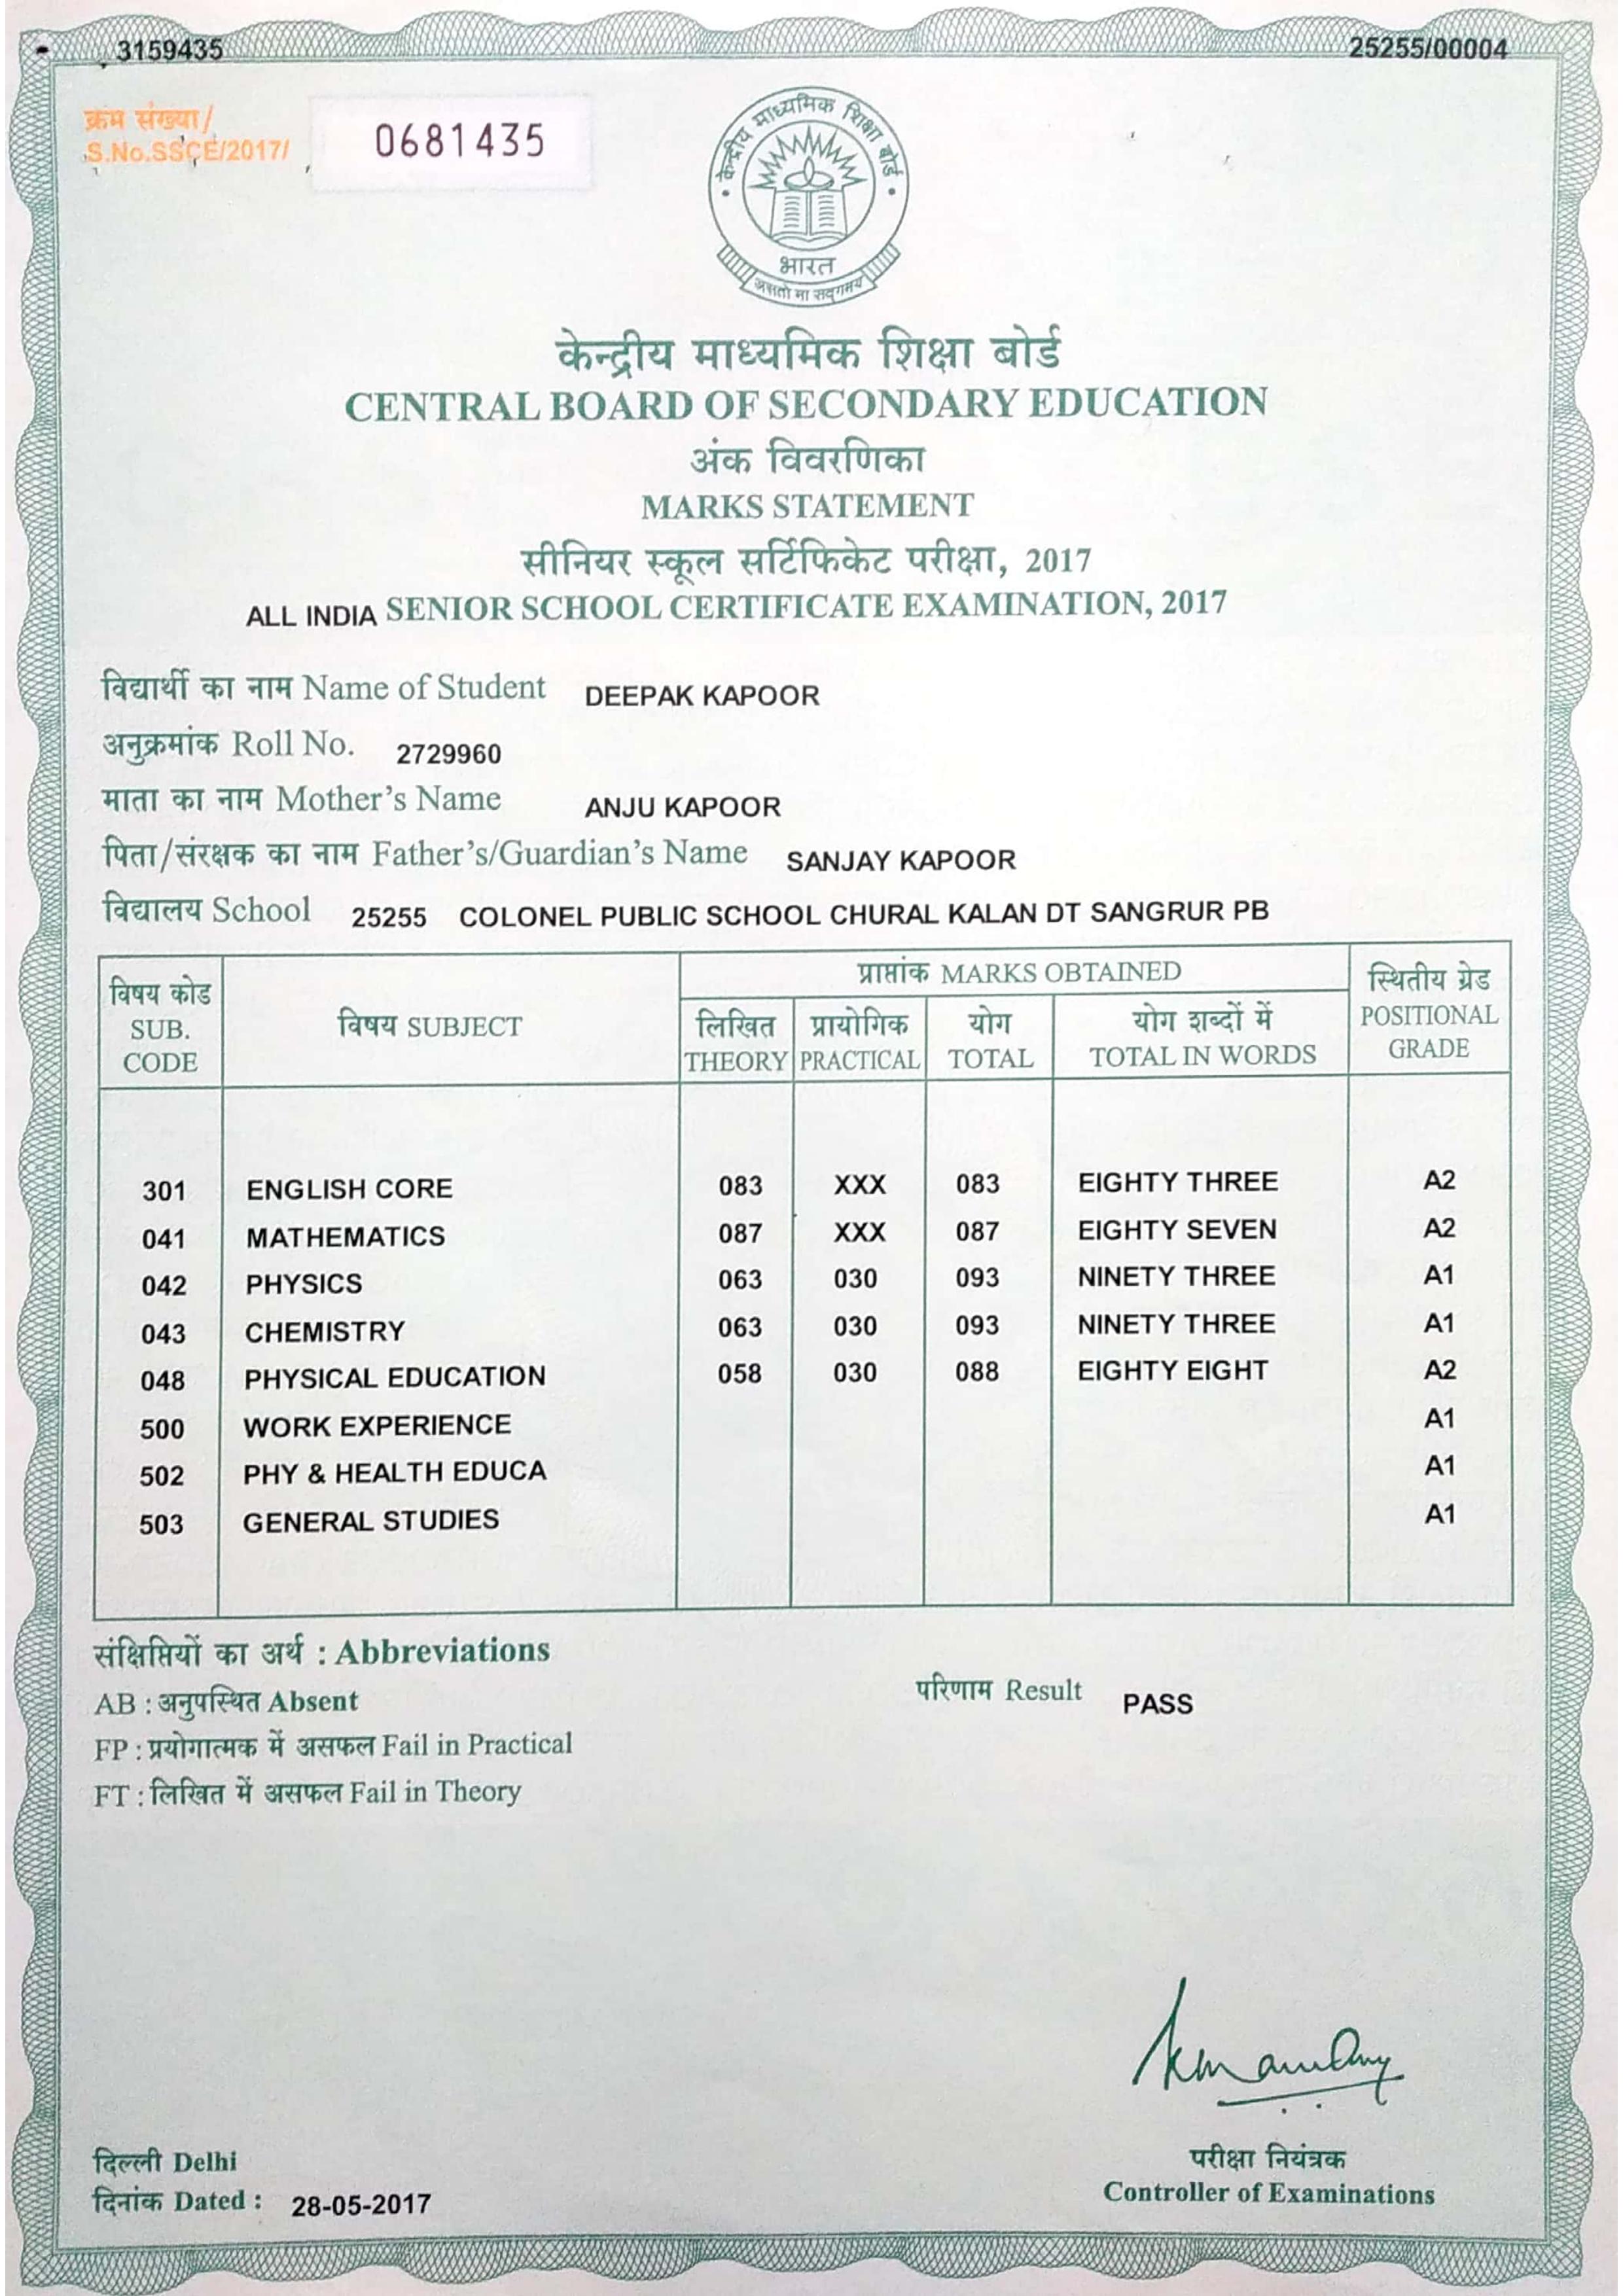 3159435
25255/00004
क्रम संख्या/
S.No.SSCE/2017/
0681435
केन्द्रीय माध्यमिक शिक्षा बोर्ड
भारत
असतो मा सद्गमय
केन्द्रीय माध्यमिक शिक्षा बोर्ड
CENTRAL BOARD OF SECONDARY EDUCATION
अंक विवरणिका
MARKS STATEMENT
सीनियर स्कूल सर्टिफिकेट परीक्षा, 2017
ALL INDIA SENIOR SCHOOL CERTIFICATE EXAMINATION, 2017
विद्यार्थी का नाम Name of Student DEEPAK KAPOOR
अनुक्रमांक Roll No. 2729960
माता का नाम Mother's Name ANJU KAPOOR
पिता/संरक्षक का नाम Father's/Guardian's Name SANJAY KAPOOR
विद्यालय School 25255 COLONEL PUBLIC SCHOOL CHURAL KALAN DT SANGRUR PB
विषय कोड SUB. CODE
विषय SUBJECT
प्राप्तांक MARKS OBTAINED
लिखित THEORY
प्रायोगिक PRACTICAL
योग TOTAL
योग शब्दों में TOTAL IN WORDS
स्थितीय ग्रेड POSITIONAL GRADE
301 ENGLISH CORE 083 XXX 083 EIGHTY THREE A2
041 MATHEMATICS 087 XXX 087 EIGHTY SEVEN A2
042 PHYSICS 063 030 093 NINETY THREE A1
043 CHEMISTRY 063 030 093 NINETY THREE A1
048 PHYSICAL EDUCATION 058 030 088 EIGHTY EIGHT A2
500 WORK EXPERIENCE A1
502 PHY & HEALTH EDUCA A1
503 GENERAL STUDIES A1
संक्षिप्तियों का अर्थ : Abbreviations
AB : अनुपस्थित Absent
परिणाम Result PASS
FP : प्रयोगात्मक में असफल Fail in Practical
FT : लिखित में असफल Fail in Theory
दिल्ली Delhi
दिनांक Dated : 28-05-2017
परीक्षा नियंत्रक
Controller of Examinations